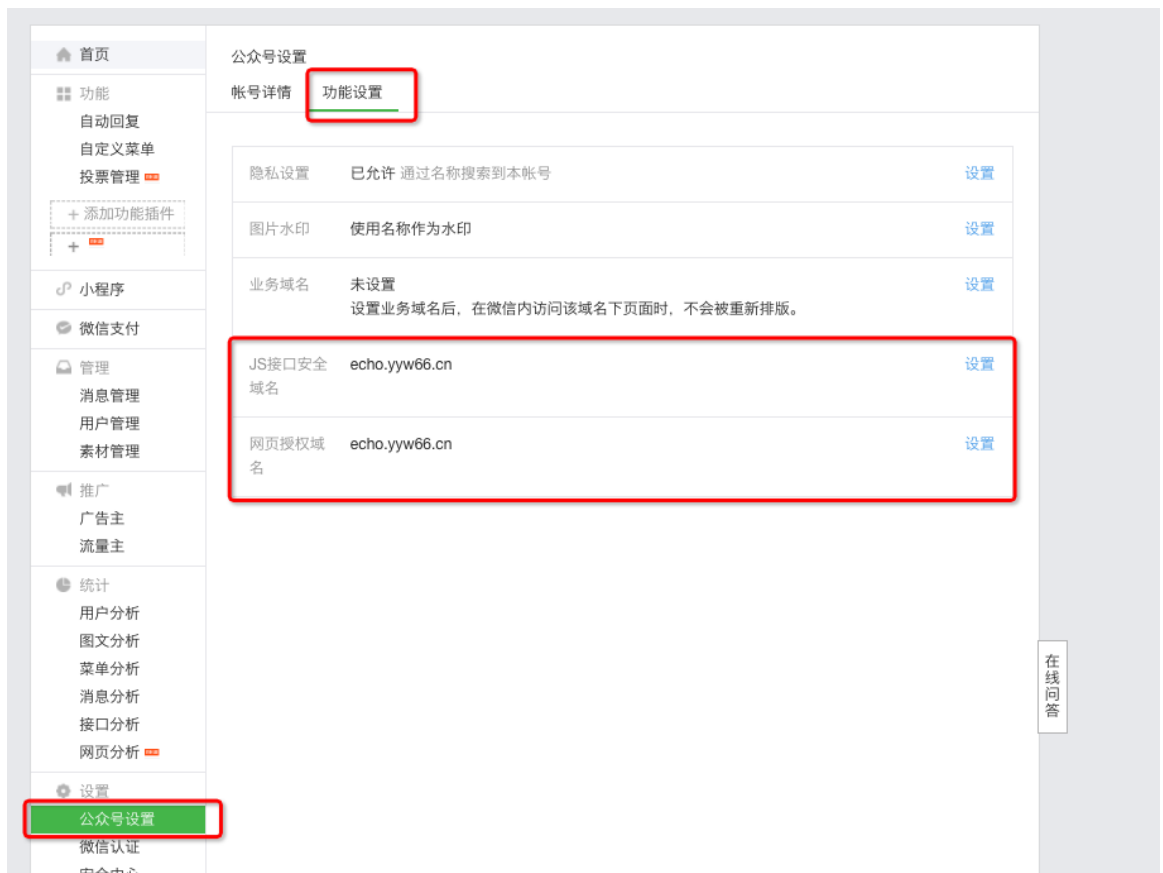 首页
功能
自动回复
自定义菜单
投票管理
+ 添加功能插件
+
小程序
微信支付
管理
消息管理
用户管理
素材管理
推广
广告主
流量主
统计
用户分析
图文分析
菜单分析
消息分析
接口分析
网页分析
设置
公众号设置
微信认证
安全中心
公众号设置
帐号详情 功能设置
隐私设置 已允许 通过名称搜索到本帐号 设置
图片水印 使用名称作为水印 设置
业务域名 未设置 设置
设置业务域名后，在微信内访问该域名下页面时，不会被重新排版。
JS接口安全 echo.yyw66.cn 设置
域名
网页授权域 echo.yyw66.cn 设置
名
在线问答